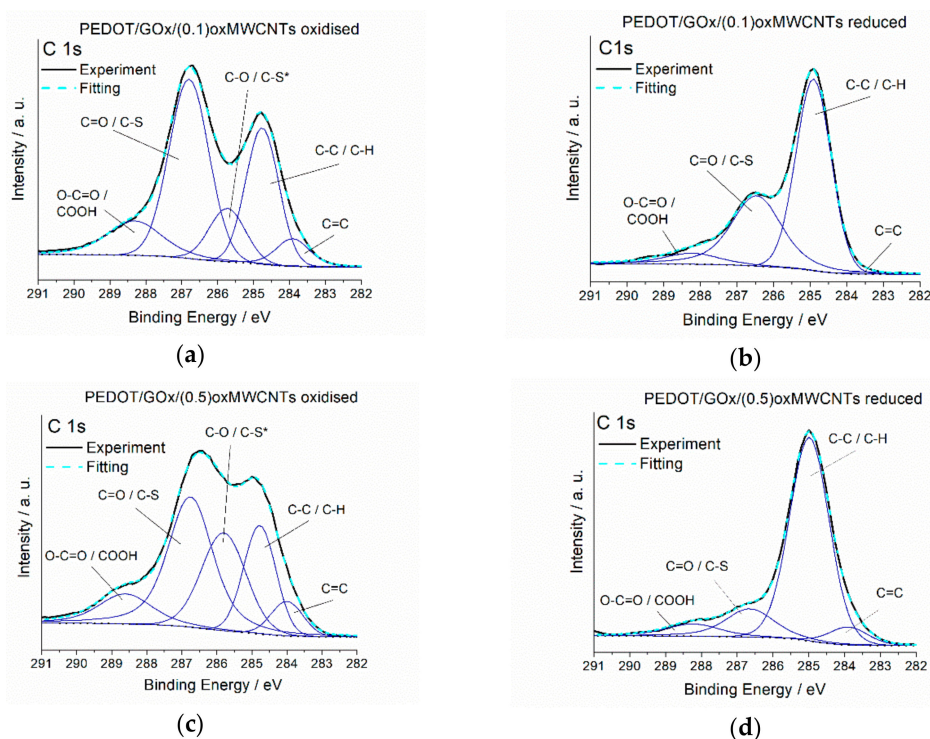 PEDOT/GOx/(0.1)oxMWCNTs oxidised
C 1s
Experiment
Fitting
C-O / C-S*
C=O / C-S
C-C / C-H
O-C=O /
COOH
C=C
Intensity / a. u.
291 290 289 288 287 286 285 284 283 282
Binding Energy / eV
(a)
PEDOT/GOx/(0.1)oxMWCNTs reduced
C1s
Experiment
Fitting
C-C / C-H
C=O / C-S
O-C=O /
COOH
C=C
Intensity / a. u.
291 290 289 288 287 286 285 284 283 282
Binding Energy / eV
(b)
PEDOT/GOx/(0.5)oxMWCNTs oxidised
C 1s
Experiment
Fitting
C-O / C-S*
C=O / C-S
C-C / C-H
O-C=O / COOH
C=C
Intensity / a. u.
291 290 289 288 287 286 285 284 283 282
Binding Energy / eV
(c)
PEDOT/GOx/(0.5)oxMWCNTs reduced
C 1s
Experiment
Fitting
C-C / C-H
C=O / C-S
O-C=O / COOH
C=C
Intensity / a. u.
291 290 289 288 287 286 285 284 283 282
Binding Energy / eV
(d)